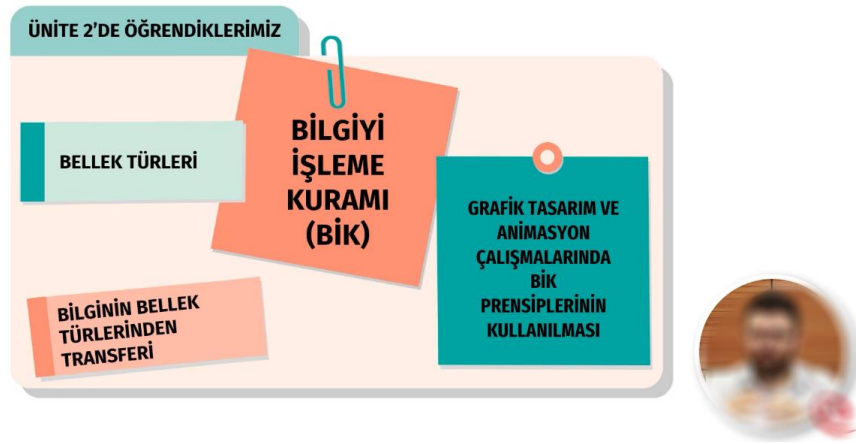 ÜNİTE 2'DE ÖĞRENDİKLERİMİZ
BELLEK TÜRLERİ
BİLGİYİ
İŞLEME
KURAMI
(BİK)
BİLGİNİN BELLEK
TÜRLERİNDEN
TRANSFERİ
GRAFİK TASARIM VE
ANİMASYON
ÇALIŞMALARINDA
BİK
PRENSİPLERİNİN
KULLANILMASI